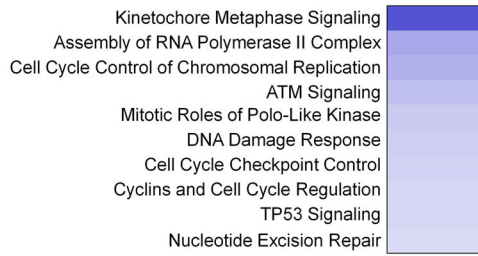 Kinetochore Metaphase Signaling
Assembly of RNA Polymerase II Complex
Cell Cycle Control of Chromosomal Replication
ATM Signaling
Mitotic Roles of Polo-Like Kinase
DNA Damage Response
Cell Cycle Checkpoint Control
Cyclins and Cell Cycle Regulation
TP53 Signaling
Nucleotide Excision Repair